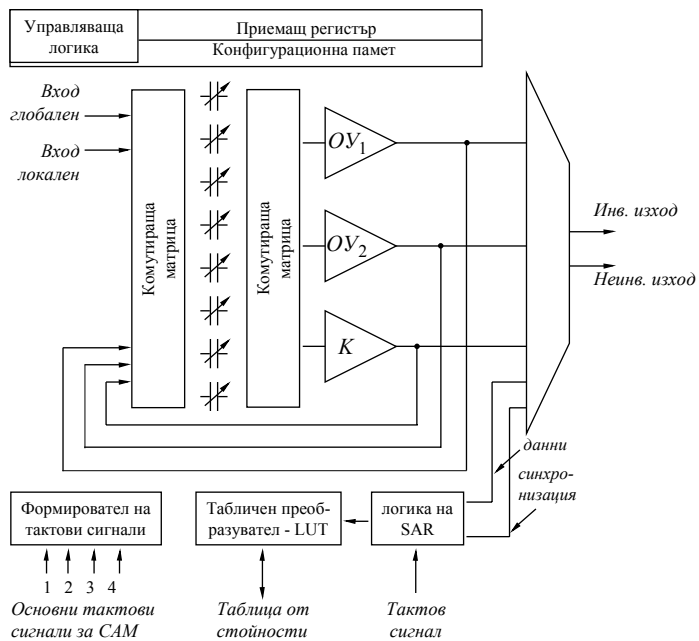 Управляваща
логика
Приемащ регистър
Конфигурационна памет
Вход
глобален
Вход
локален
Комутираща
матрица
Комутираща
матрица
ОУ1
ОУ2
K
Инв. изход
Неинв. изход
данни
синхро-
низация
Формировател на
тактови сигнали
Табличен преоб-
разувател - LUT
логика на
SAR
1 2 3 4
Основни тактови
сигнали за CAM
Таблица от
стойности
Тактов
сигнал